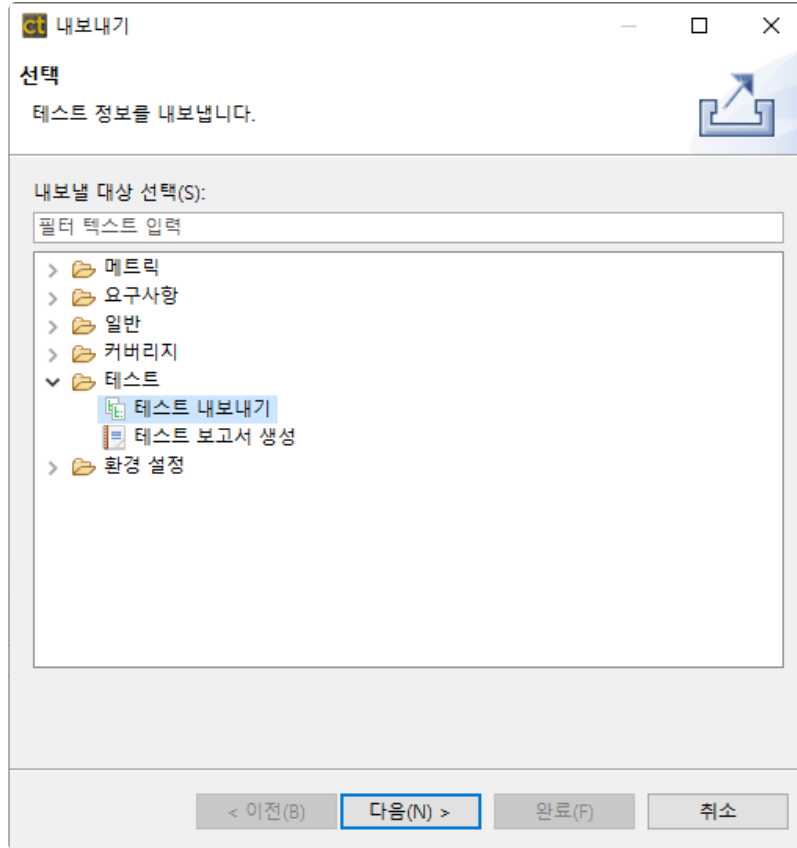 ct 내보내기
선택
테스트 정보를 내보냅니다.
내보낼 대상 선택(S):
필터 텍스트 입력
메트릭
요구사항
일반
커버리지
테스트
테스트 내보내기
테스트 보고서 생성
환경 설정
< 이전(B) 다음(N) > 완료(F) 취소